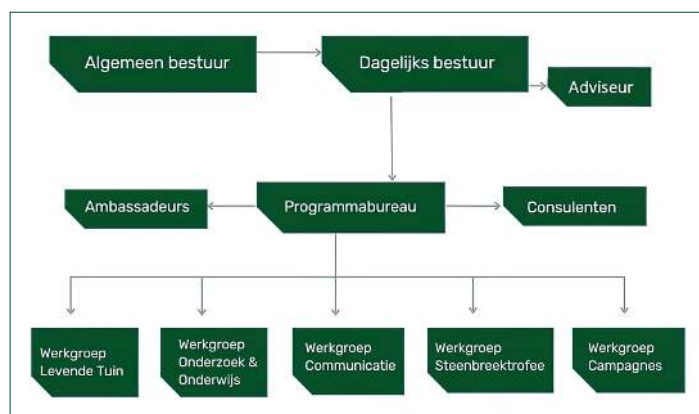 Algemeen bestuur
Dagelijks bestuur
Adviseur
Ambassadeurs
Programmabureau
Consulenten
Werkgroep
Levende Tuin
Werkgroep
Onderzoek &
Onderwijs
Werkgroep
Communicatie
Werkgroep
Steenbreektrofee
Werkgroep
Campagnes